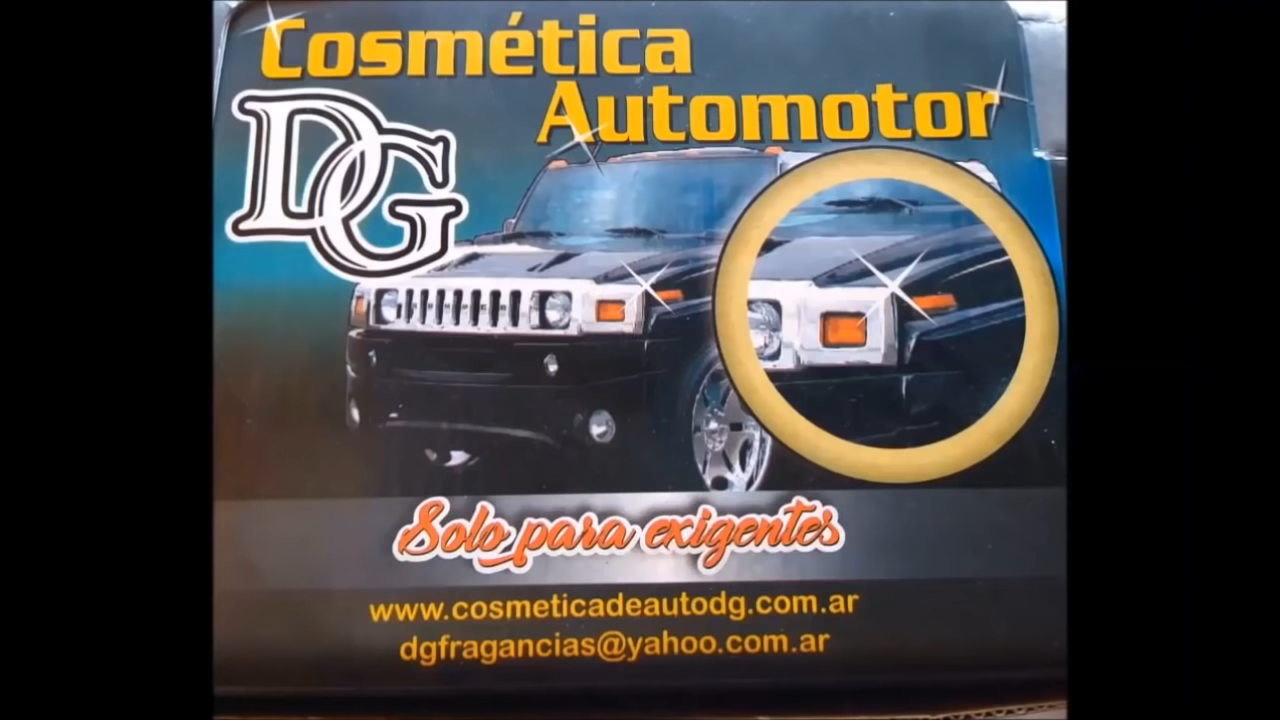 Cosmética
Automotor
DG
Solo para exigentes
www.cosmeticadeautodg.com.ar
dgfragancias@yahoo.com.ar